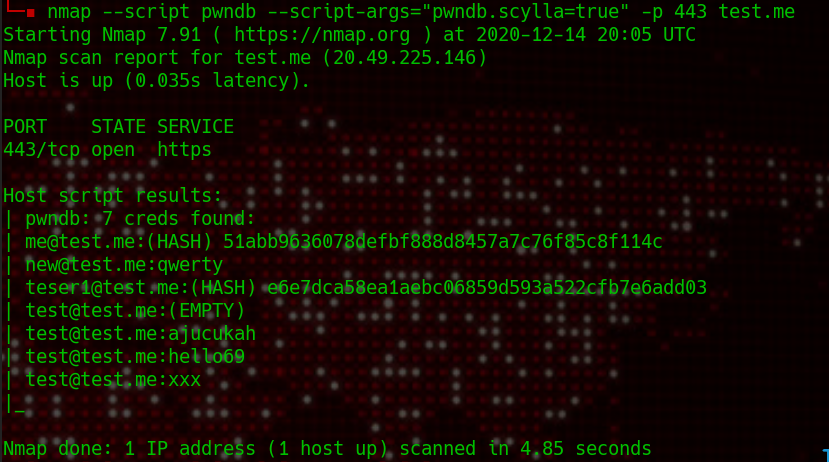 nmap --script pwndb --script-args="pwndb.scylla=true" -p 443 test.me
Starting Nmap 7.91 ( https://nmap.org ) at 2020-12-14 20:05 UTC
Nmap scan report for test.me (20.49.225.146)
Host is up (0.035s latency).
PORT    STATE SERVICE
443/tcp open  https
Host script results:
| pwndb: 7 creds found:
| me@test.me:(HASH) 51abb9636078defbf888d8457a7c76f85c8f114c
| new@test.me:qwerty
| teser1@test.me:(HASH) e6e7dca58ea1aebc06859d593a522cfb7e6add03
| test@test.me:(EMPTY)
| test@test.me:ajdcukah
| test@test.me:hello69
| test@test.me:xxx
|_
Nmap done: 1 IP address (1 host up) scanned in 4.85 seconds